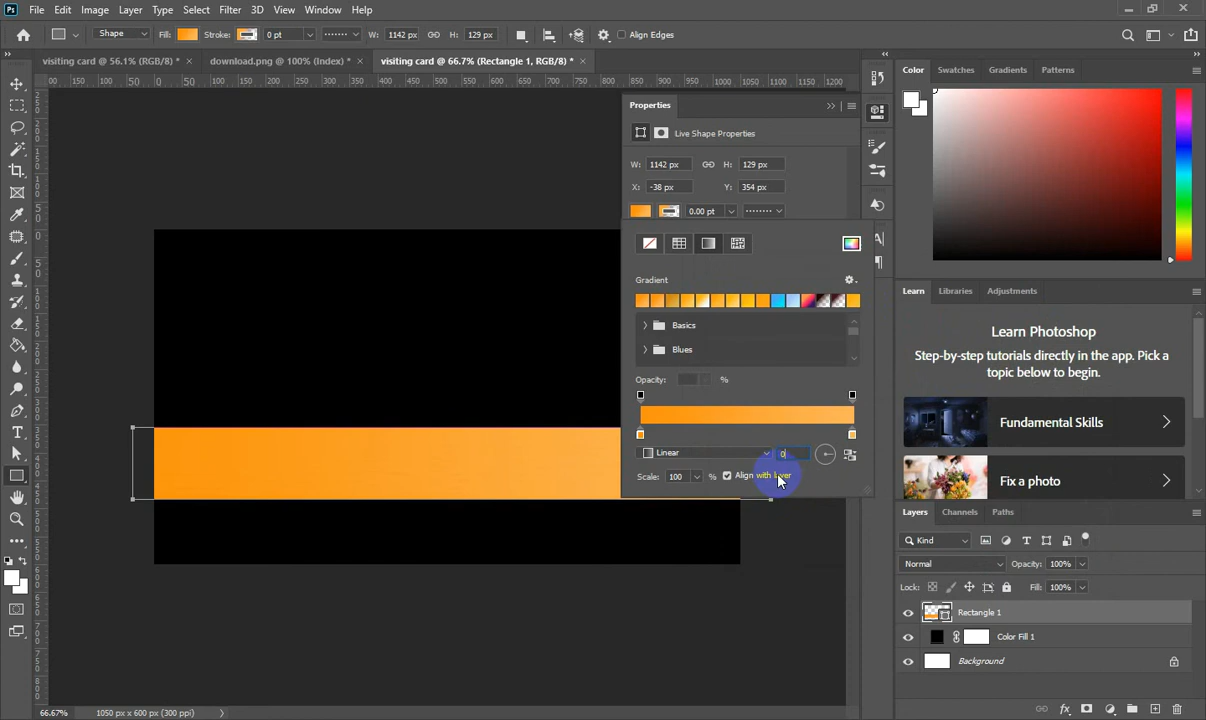 Ps File Edit Image Layer Type Select Filter 3D View Window Help
Shape Fill: Stroke: 0 pt W: 1142 px H: 129 px Align Edges
visiting card @ 56.1% (RGB/8) * × download.png @ 100% (Index) * × visiting card @ 66.7% (Rectangle 1, RGB/8) * ×
Color Swatches Gradients Patterns
Properties
Live Shape Properties
W: 1142 px H: 129 px
X: -38 px Y: 354 px
0.00 pt
Gradient
Basics
Blues
Opacity: %
Linear 0
Scale: 100 % Align with layer
Learn Libraries Adjustments
Learn Photoshop
Step-by-step tutorials directly in the app. Pick a
topic below to begin.
Fundamental Skills
Fix a photo
Layers Channels Paths
Kind
Normal Opacity: 100%
Lock: Fill: 100%
Rectangle 1
Color Fill 1
Background
66.67% 1050 px x 600 px (300 ppi)